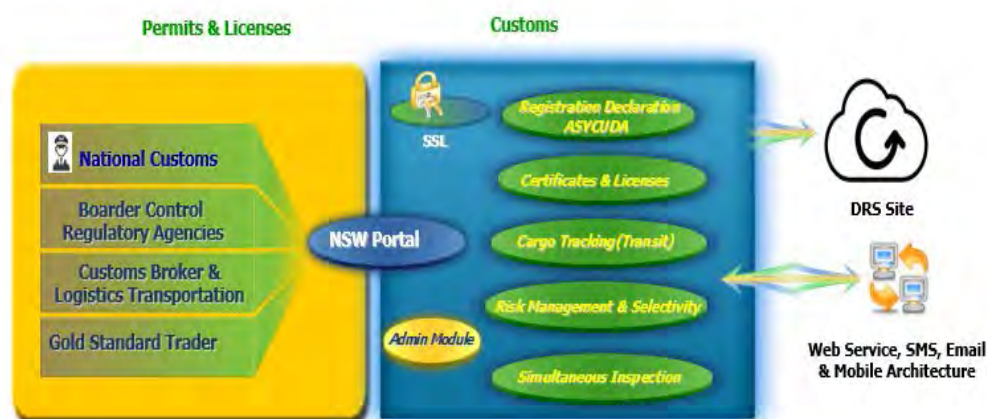 Permits & Licenses
Customs
National Customs
Boarder Control
Regulatory Agencies
Customs Broker &
Logistics Transportation
Gold Standard Trader
NSW Portal
SSL
Admin Module
Registration Declaration
ASYCUDA
Certificates & Licenses
Cargo Tracking(Transit)
Risk Management & Selectivity
Simultaneous Inspection
DRS Site
Web Service, SMS, Email
& Mobile Architecture